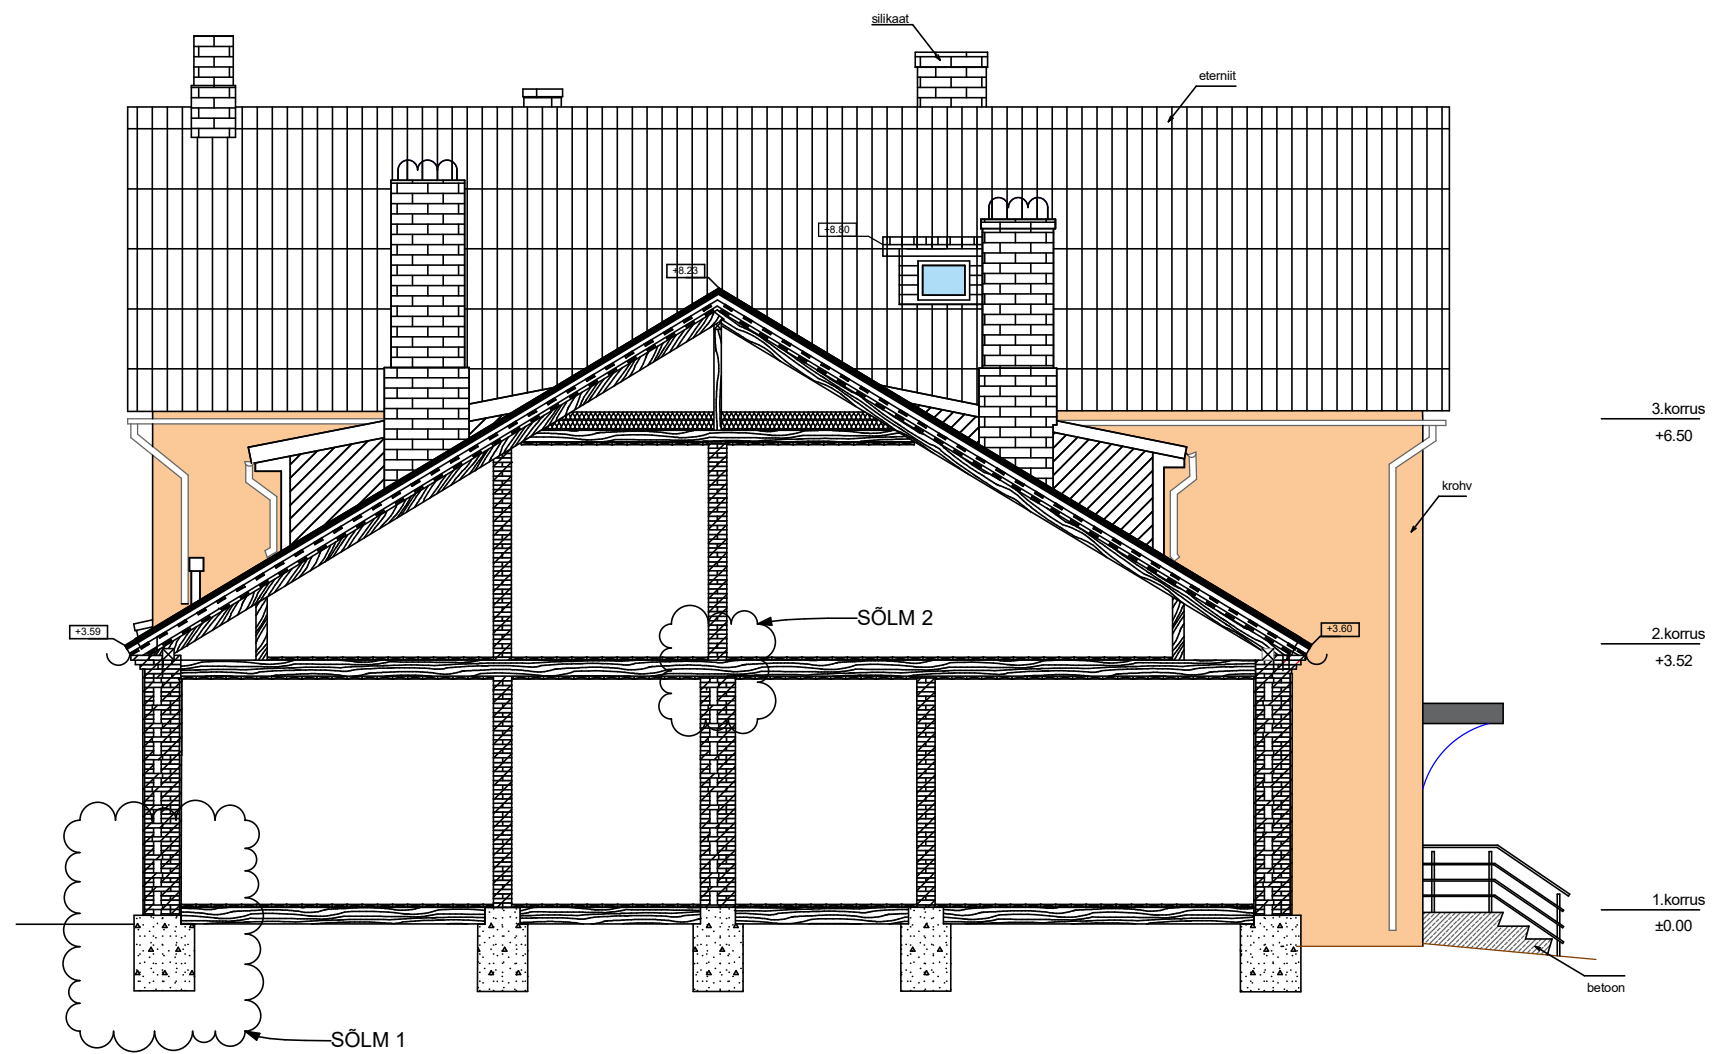 silikaat
eterniit
+8.80
+8.23
3.korrus
+6.50
krohv
SÕLM 2
+3.59
+3.60
2.korrus
+3.52
1.korrus
±0.00
betoon
SÕLM 1